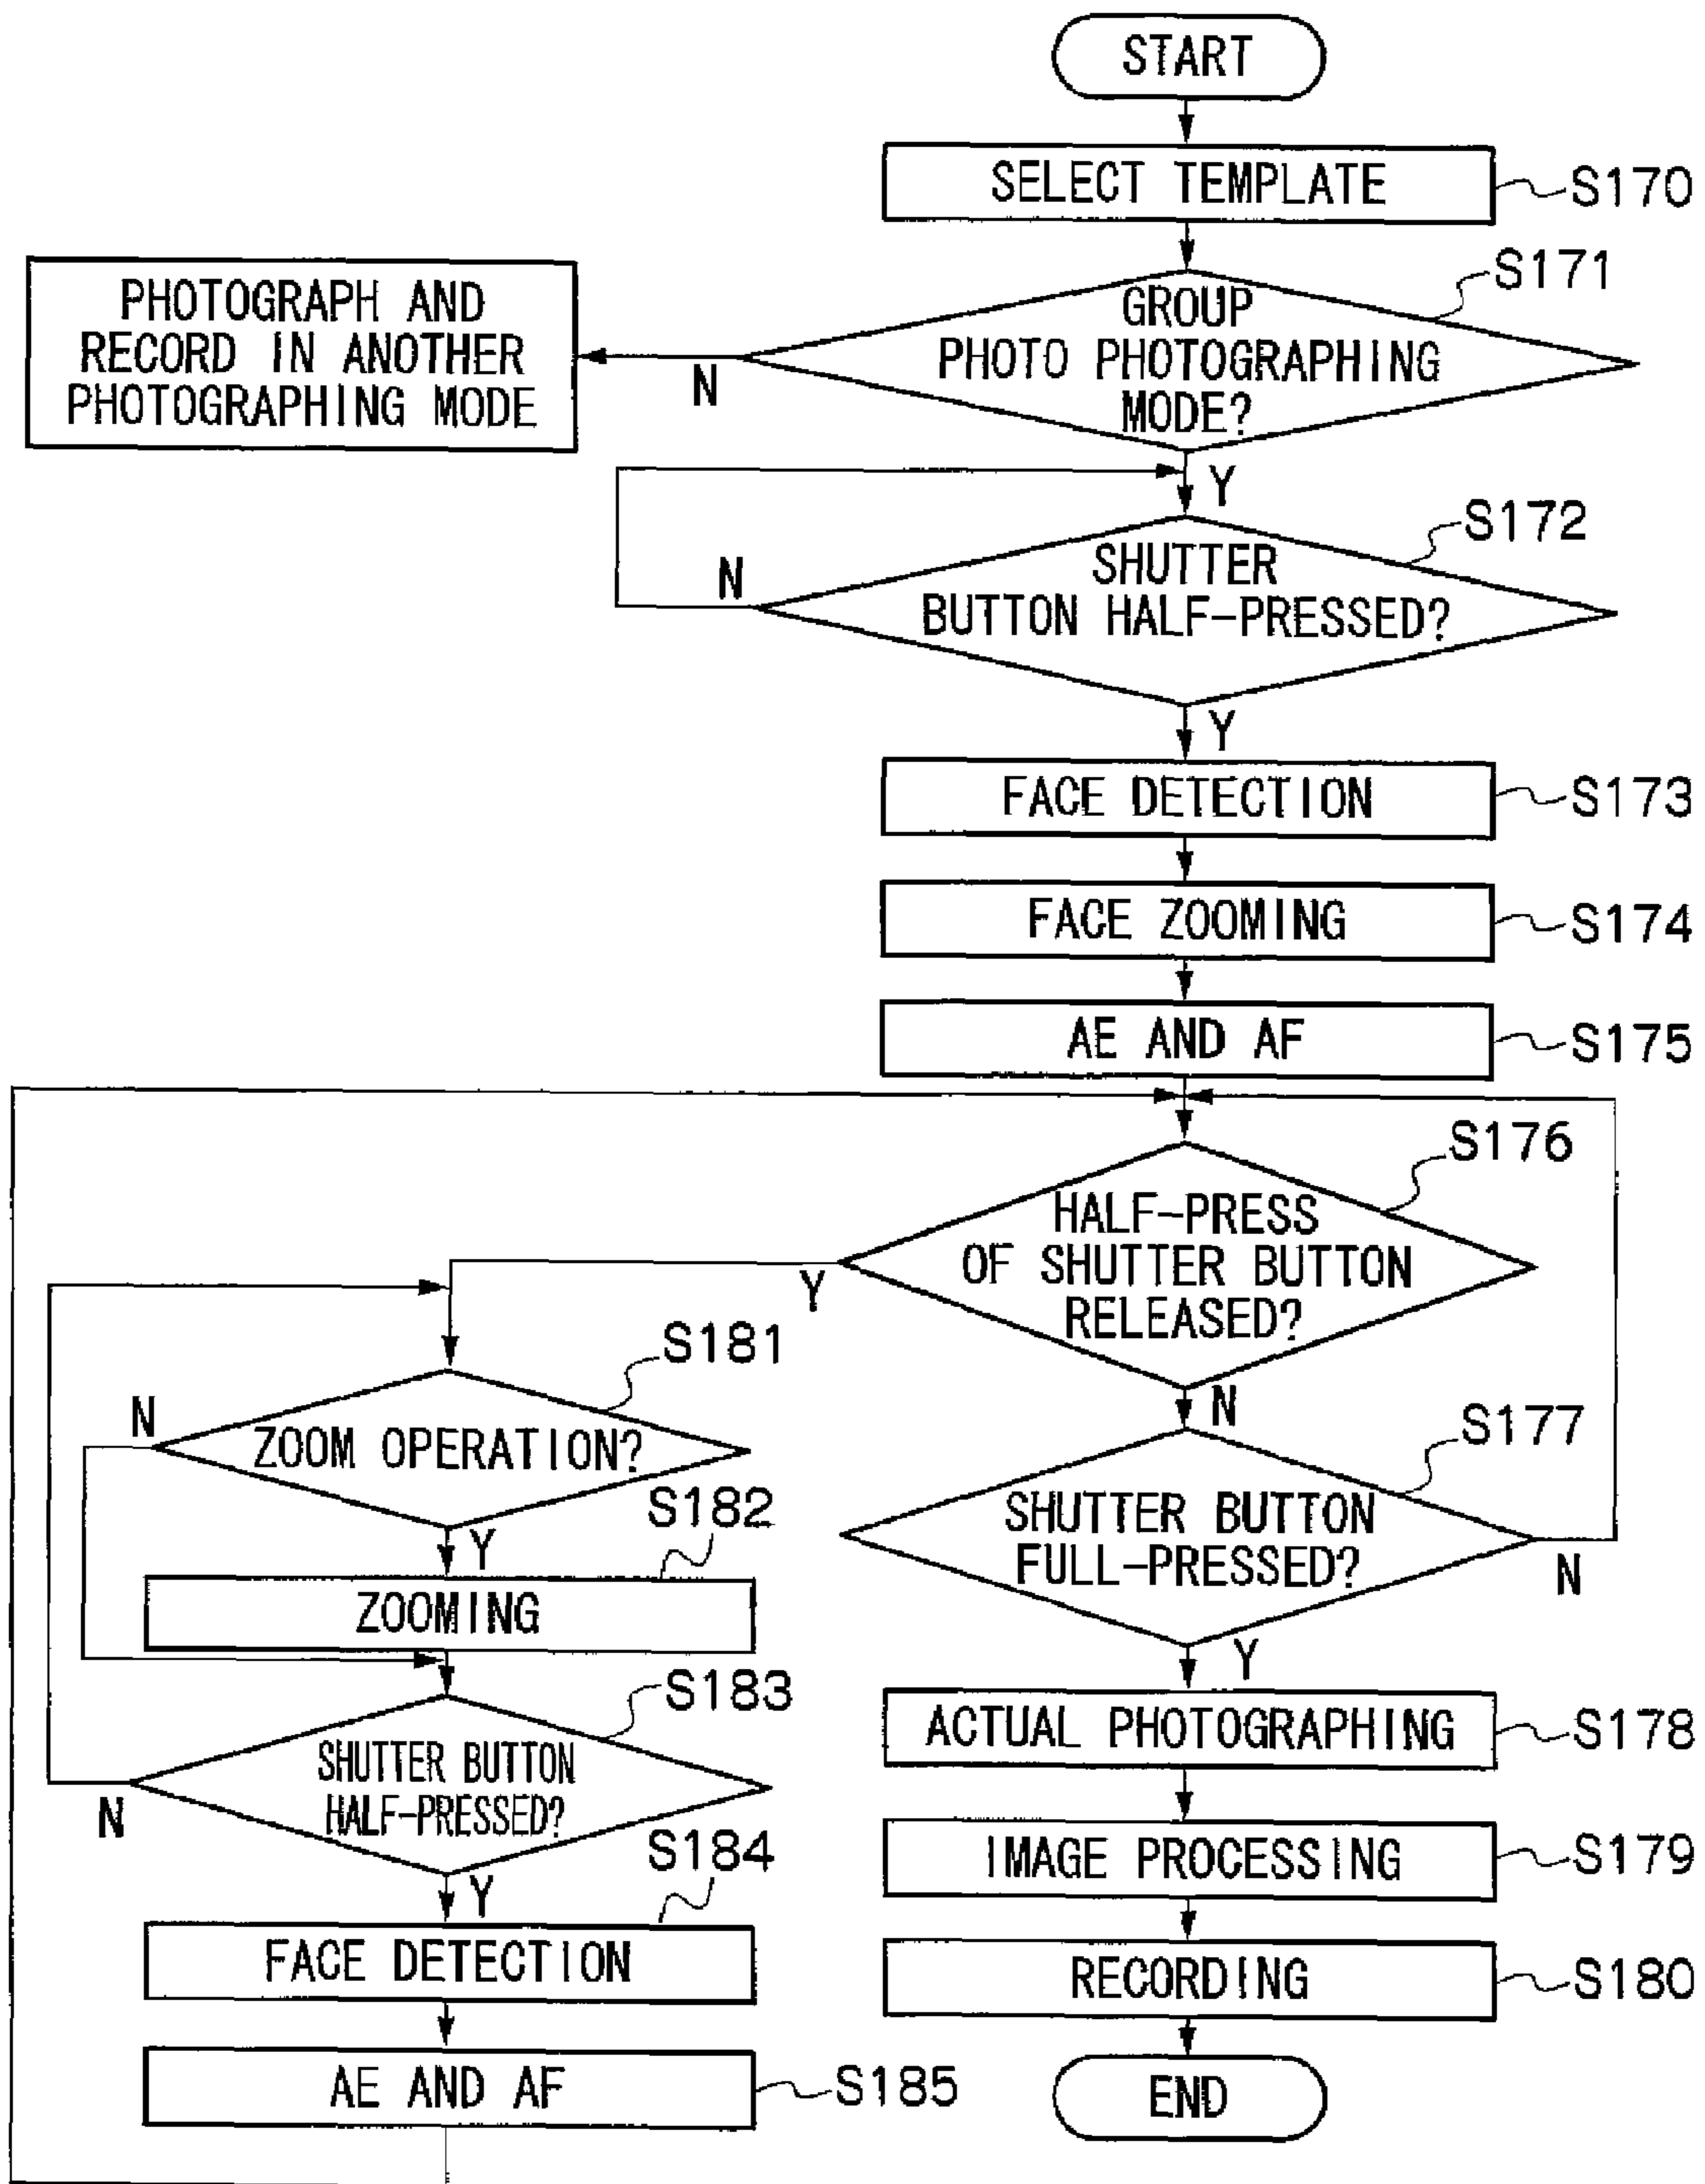 START
SELECT TEMPLATE
S170
S171
GROUP
PHOTO PHOTOGRAPHING
MODE?
PHOTOGRAPH AND
RECORD IN ANOTHER
PHOTOGRAPHING MODE
N
Y
S172
SHUTTER
BUTTON HALF-PRESSED?
N
Y
FACE DETECTION
S173
FACE ZOOMING
S174
AE AND AF
S175
S176
HALF-PRESS
OF SHUTTER BUTTON
RELEASED?
Y
N
S177
SHUTTER BUTTON
FULL-PRESSED?
N
Y
ACTUAL PHOTOGRAPHING
S178
IMAGE PROCESSING
S179
RECORDING
S180
END
S181
ZOOM OPERATION?
N
Y
S182
ZOOMING
S183
SHUTTER BUTTON
HALF-PRESSED?
N
Y
S184
FACE DETECTION
AE AND AF
S185